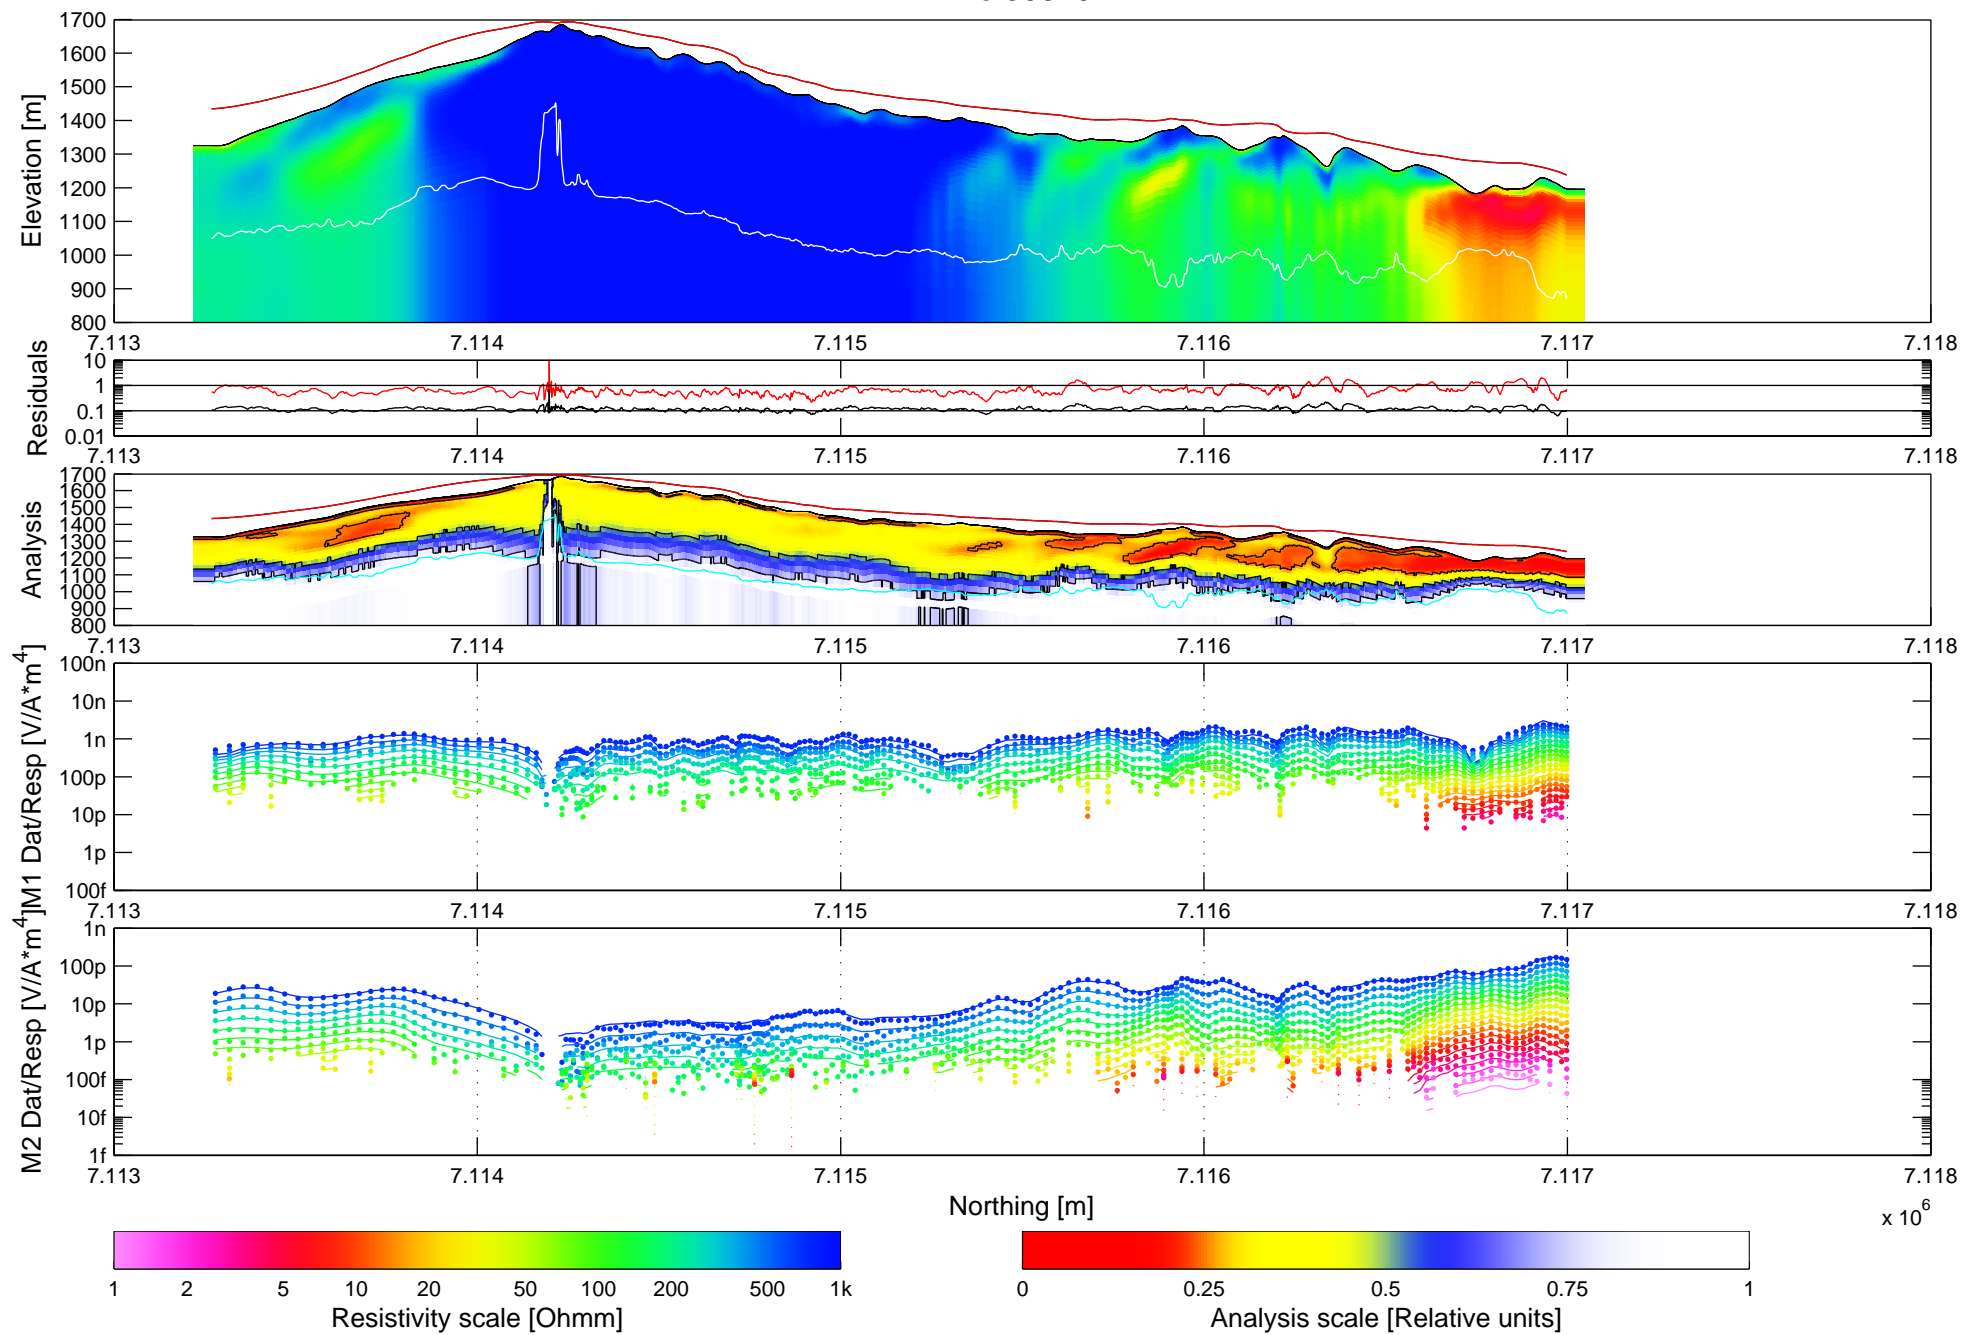 1700
1600
1500
1400
1300
1200
1100
1000
900
800
Elevation [m]
7.113 7.114 7.115 7.116 7.117 7.118
10
1
0.1
0.01
Residuals
7.113 7.114 7.115 7.116 7.117 7.118
1700
1600
1500
1400
1300
1200
1100
1000
900
800
Analysis
7.113 7.114 7.115 7.116 7.117 7.118
100n
10n
1n
100p
10p
1p
100f
M1 Dat/Resp [V/A*m^4]
7.113 7.114 7.115 7.116 7.117 7.118
1n
100p
10p
1p
100f
10f
1f
M2 Dat/Resp [V/A*m^4]
7.113 7.114 7.115 7.116 7.117 7.118
Northing [m]
x 10^6
1 2 5 10 20 50 100 200 500 1k
Resistivity scale [Ohmm]
0 0.25 0.5 0.75 1
Analysis scale [Relative units]